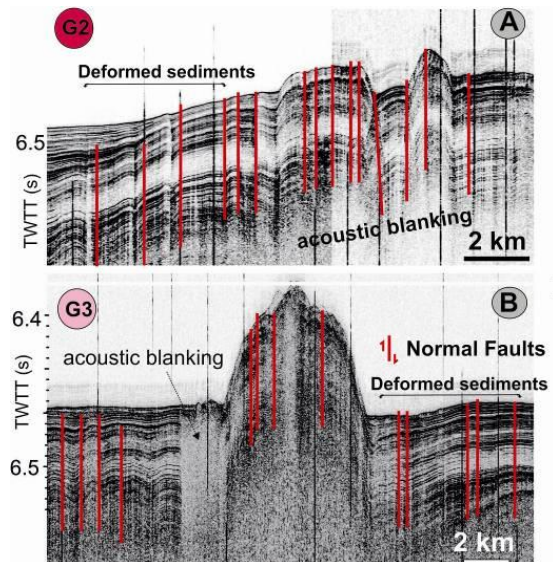 G2
A
Deformed sediments
6.5
TWTT (s)
acoustic blanking
2 km
G3
B
6.4
acoustic blanking
Normal Faults
Deformed sediments
TWTT (s)
6.5
2 km